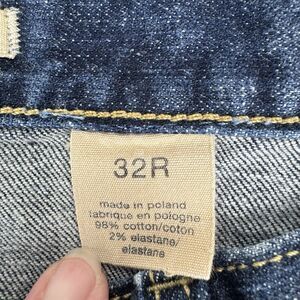 32R
made in poland
fabriqué en pologne
98% cotton/coton
2% elastane/
elastane